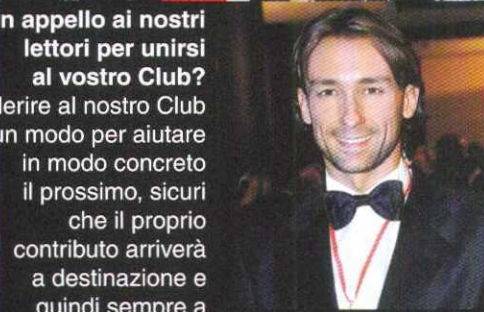 n appello ai nostri
lettori per unirsi
al vostro Club?
lerire al nostro Club
un modo per aiutare
in modo concreto
il prossimo, sicuri
che il proprio
contributo arriverà
a destinazione e
quindi sempre a